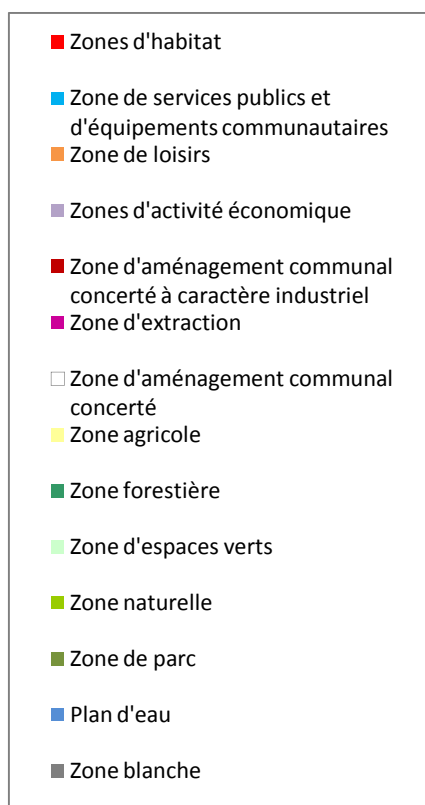 Zones d'habitat
Zone de services publics et
d'équipements communautaires
Zone de loisirs
Zones d'activité économique
Zone d'aménagement communal
concerté à caractère industriel
Zone d'extraction
Zone d'aménagement communal
concerté
Zone agricole
Zone forestière
Zone d'espaces verts
Zone naturelle
Zone de parc
Plan d'eau
Zone blanche